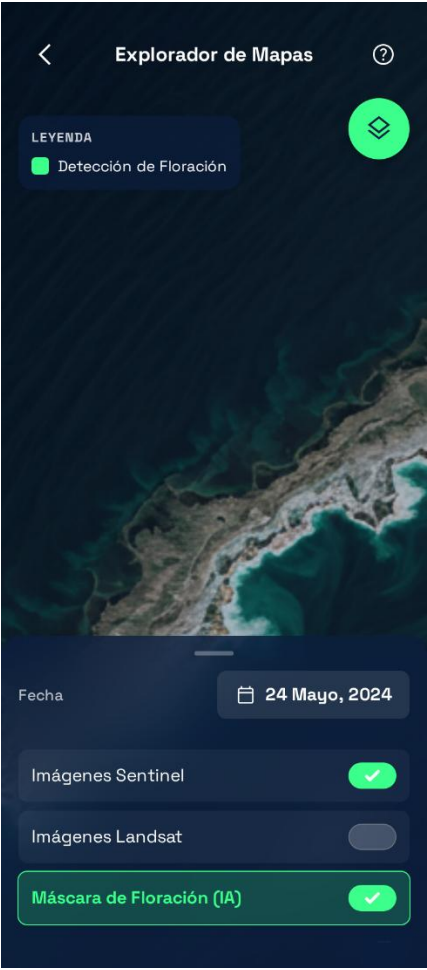 Explorador de Mapas
LEYENDA
Detección de Floración
Fecha
24 Mayo, 2024
Imágenes Sentinel
Imágenes Landsat
Máscara de Floración (IA)